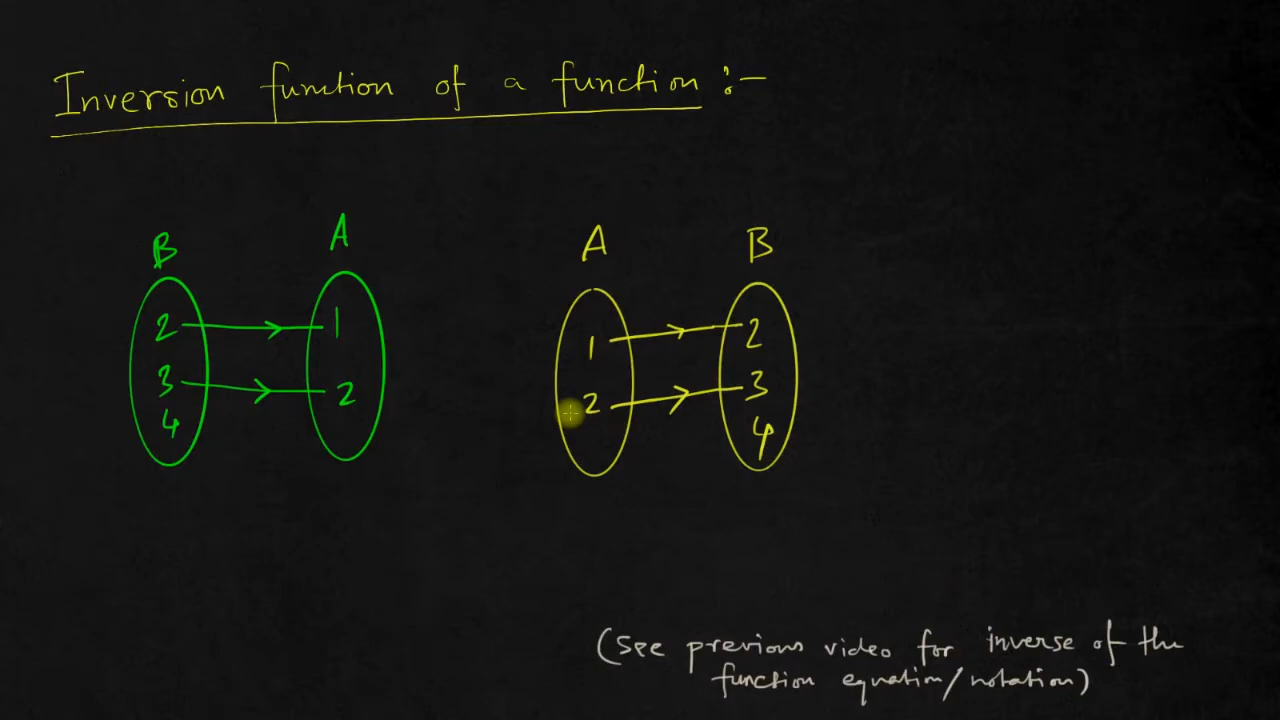 Inversion function of a function :-
B A
2 1
3 2
4
A B
1 2
2 3
4
(see previous video for inverse of the
function equation/notation)